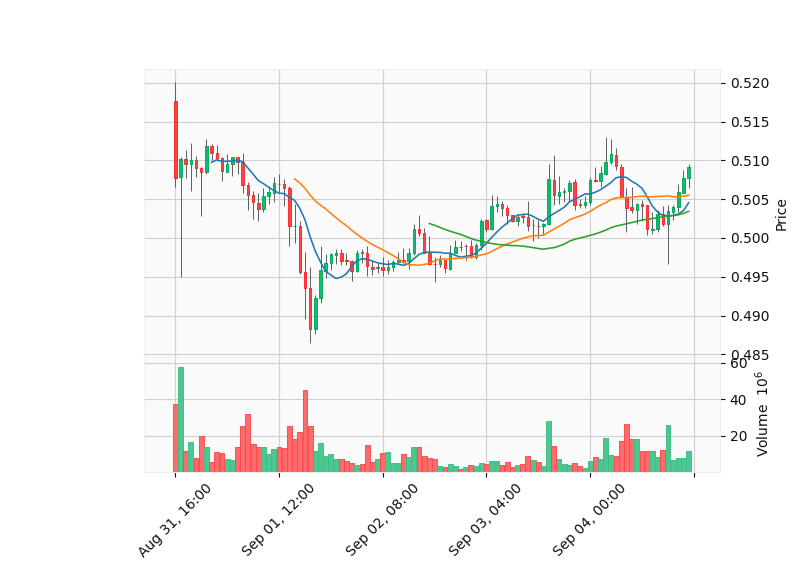 0.520
0.515
0.510
0.505
0.500
0.495
0.490
0.485
Price
60
40
20
Volume 10^6
Aug 31, 16:00
Sep 01, 12:00
Sep 02, 08:00
Sep 03, 04:00
Sep 04, 00:00